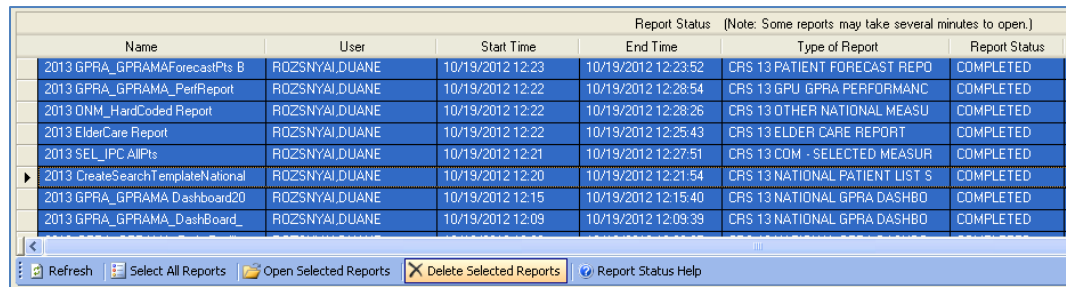 Report Status (Note: Some reports may take several minutes to open.)
Name User Start Time End Time Type of Report Report Status
2013 GPRA_GPRAMAForecastPts B ROZSNYAI,DUANE 10/19/2012 12:23 10/19/2012 12:23:52 CRS 13 PATIENT FORECAST REPO COMPLETED
2013 GPRA_GPRAMA_PerfReport ROZSNYAI,DUANE 10/19/2012 12:22 10/19/2012 12:28:54 CRS 13 GPU GPRA PERFORMANC COMPLETED
2013 ONM_HardCoded Report ROZSNYAI,DUANE 10/19/2012 12:22 10/19/2012 12:28:26 CRS 13 OTHER NATIONAL MEASU COMPLETED
2013 ElderCare Report ROZSNYAI,DUANE 10/19/2012 12:22 10/19/2012 12:25:43 CRS 13 ELDER CARE REPORT COMPLETED
2013 SEL_IPC AllPts ROZSNYAI,DUANE 10/19/2012 12:21 10/19/2012 12:27:51 CRS 13 COM - SELECTED MEASUR COMPLETED
2013 CreateSearchTemplateNational ROZSNYAI,DUANE 10/19/2012 12:20 10/19/2012 12:21:54 CRS 13 NATIONAL PATIENT LIST S COMPLETED
2013 GPRA_GPRAMA Dashboard20 ROZSNYAI,DUANE 10/19/2012 12:15 10/19/2012 12:15:40 CRS 13 NATIONAL GPRA DASHBO COMPLETED
2013 GPRA_GPRAMA_DashBoard_ ROZSNYAI,DUANE 10/19/2012 12:09 10/19/2012 12:09:39 CRS 13 NATIONAL GPRA DASHBO COMPLETED
Refresh Select All Reports Open Selected Reports Delete Selected Reports Report Status Help